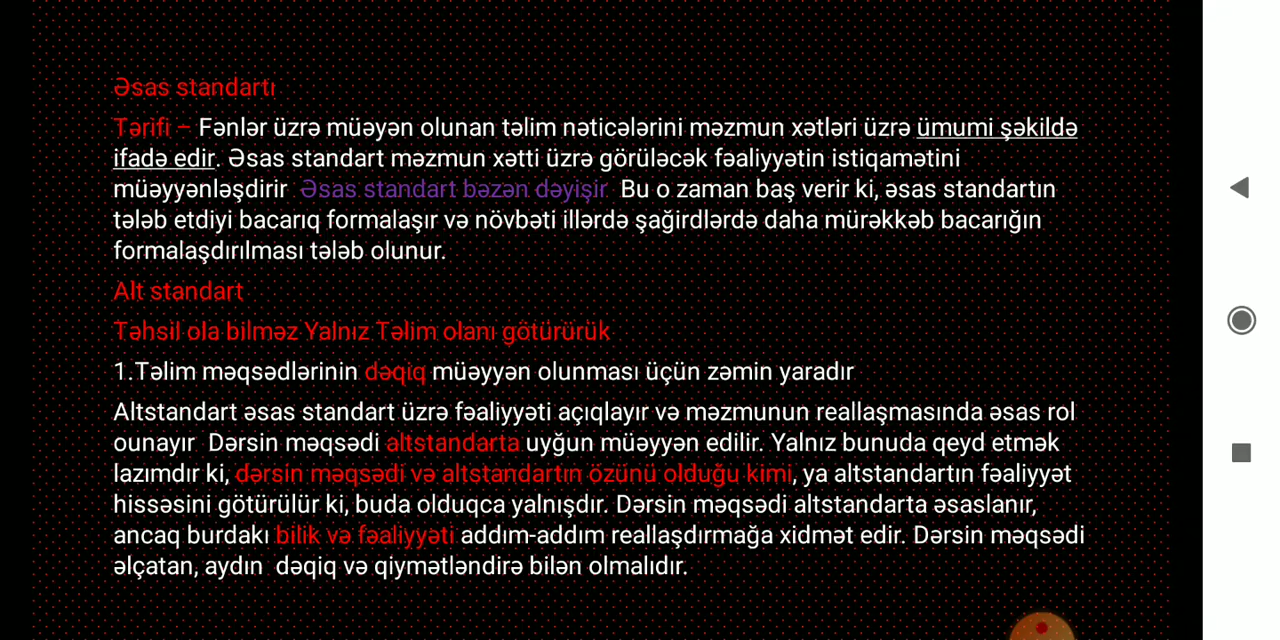 Əsas standartı
Tərifi – Fənlər üzrə müəyən olunan təlim nəticələrini məzmun xətləri üzrə ümumi şəkildə
ifadə edir. Əsas standart məzmun xətti üzrə görüləcək fəaliyyətin istiqamətini
müəyyənləşdirir Əsas standart bəzən dəyişir Bu o zaman baş verir ki, əsas standartın
tələb etdiyi bacarıq formalaşır və növbəti illərdə şağirdlərdə daha mürəkkəb bacarığın
formalaşdırılması tələb olunur.
Alt standart
Təhsil ola bilməz Yalnız Təlim olanı götürürük
1.Təlim məqsədlərinin dəqiq müəyyən olunması üçün zəmin yaradır
Altstandart əsas standart üzrə fəaliyyəti açıqlayır və məzmunun reallaşmasında əsas rol
ounayır Dərsin məqsədi altstandarta uyğun müəyyən edilir. Yalnız bunuda qeyd etmək
lazımdır ki, dərsin məqsədi və altstandartın özünü olduğu kimi, ya altstandartın fəaliyyət
hissəsini götürülür ki, buda olduqca yalnışdır. Dərsin məqsədi altstandarta əsaslanır,
ancaq burdakı bilik və fəaliyyəti addım-addım reallaşdırmağa xidmət edir. Dərsin məqsədi
əlçatan, aydın dəqiq və qiymətləndirə bilən olmalıdır.